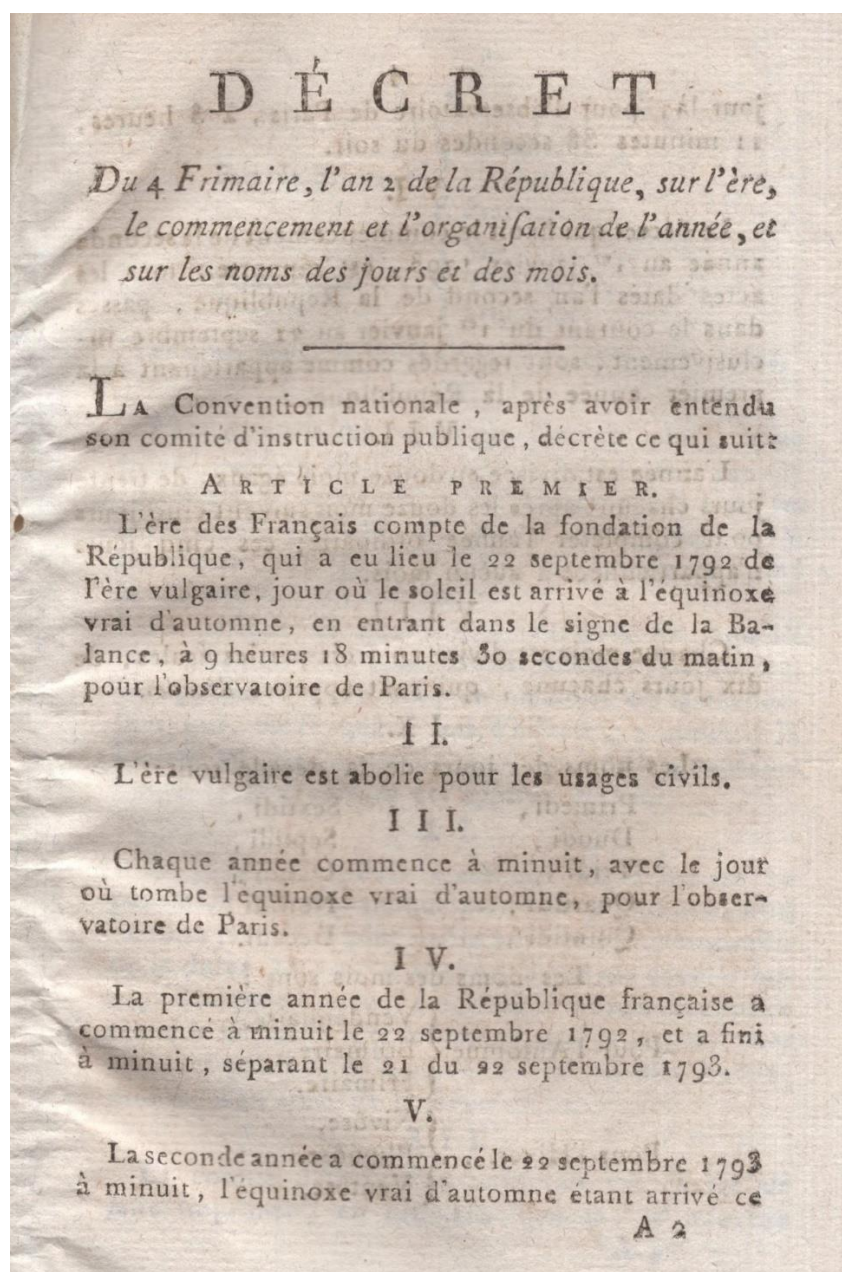 DÉCRET
Du 4 Frimaire, l'an 2 de la République, sur l'ère,
le commencement et l'organiſation de l'année, et
sur les noms des jours et des mois.
LA Convention nationale, après avoir entendu
son comité d'instruction publique, décrète ce qui suit:
ARTICLE PREMIER.
L'ère des Français compte de la fondation de la
République, qui a eu lieu le 22 septembre 1792 de
l'ère vulgaire, jour où le soleil est arrivé à l'équinoxe
vrai d'automne, en entrant dans le signe de la Ba-
lance, à 9 heures 18 minutes 30 secondes du matin,
pour l'observatoire de Paris.
II.
L'ère vulgaire est abolie pour les usages civils.
III.
Chaque année commence à minuit, avec le jour
où tombe l'équinoxe vrai d'automne, pour l'obser-
vatoire de Paris.
IV.
La première année de la République française a
commencé à minuit le 22 septembre 1792, et a fini
à minuit, séparant le 21 du 22 septembre 1793.
V.
La seconde année a commencé le 22 septembre 1793
à minuit, l'équinoxe vrai d'automne étant arrivé ce
A 2